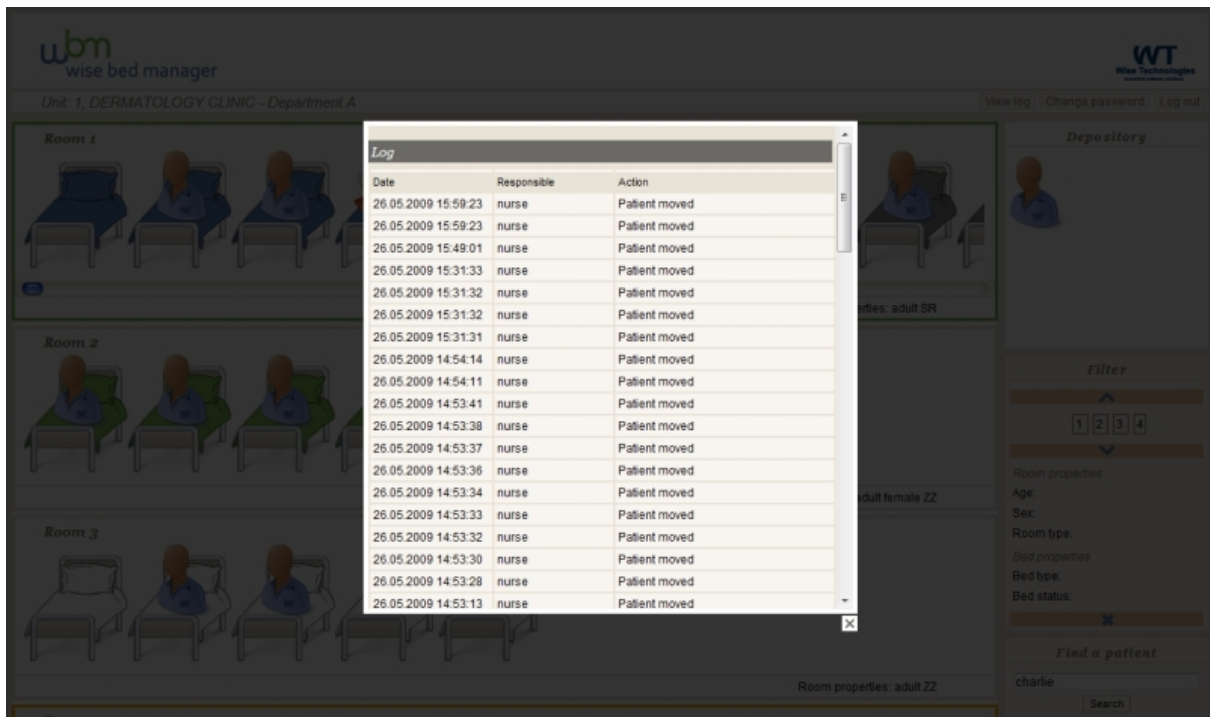 wbm
wise bed manager
WT
Wise Technologies
Unit: 1, DERMATOLOGY CLINIC - Department A
View log Change password Log out
Room 1
Depository
Log
Date Responsible Action
26.05.2009 15:59:23 nurse Patient moved
26.05.2009 15:59:23 nurse Patient moved
26.05.2009 15:49:01 nurse Patient moved
26.05.2009 15:31:33 nurse Patient moved
26.05.2009 15:31:32 nurse Patient moved
26.05.2009 15:31:32 nurse Patient moved
26.05.2009 15:31:31 nurse Patient moved
26.05.2009 14:54:14 nurse Patient moved
26.05.2009 14:54:11 nurse Patient moved
26.05.2009 14:53:41 nurse Patient moved
26.05.2009 14:53:38 nurse Patient moved
26.05.2009 14:53:37 nurse Patient moved
26.05.2009 14:53:36 nurse Patient moved
26.05.2009 14:53:34 nurse Patient moved
26.05.2009 14:53:33 nurse Patient moved
26.05.2009 14:53:32 nurse Patient moved
26.05.2009 14:53:30 nurse Patient moved
26.05.2009 14:53:28 nurse Patient moved
26.05.2009 14:53:13 nurse Patient moved
erties: adult SR
Room 2
adult female ZZ
Room 3
Room properties: adult ZZ
Filter
1 2 3 4
Room properties
Age:
Sex:
Room type:
Bed properties
Bed type:
Bed status:
Find a patient
charlie
Search